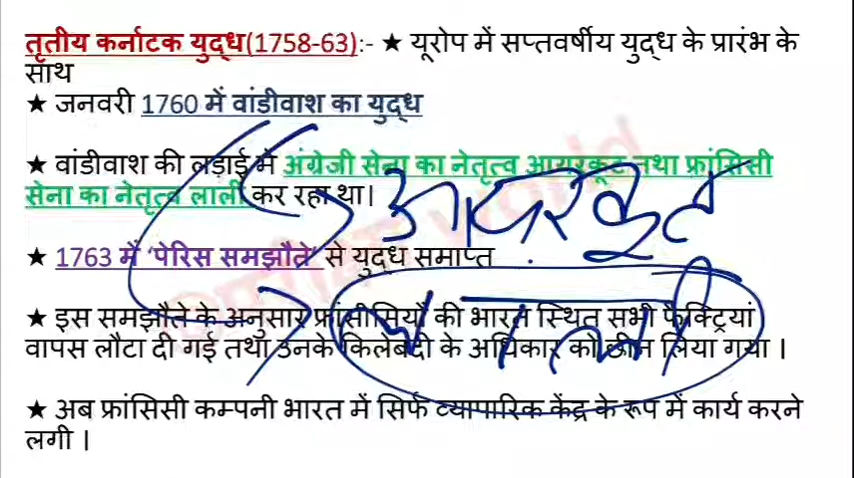 तृतीय कर्नाटक युद्ध(1758-63):- ★ यूरोप में सप्तवर्षीय युद्ध के प्रारंभ के
साथ
★ जनवरी 1760 में वांडीवाश का युद्ध
★ वांडीवाश की लड़ाई में अंग्रेजी सेना का नेतृत्व आयरकूट तथा फ्रांसिसी
सेना का नेतृत्व लाली कर रहा था।
आयरकूट
★ 1763 में 'पेरिस समझौते' से युद्ध समाप्त
★ इस समझौते के अनुसार फ्रांसीसियों की भारत स्थित सभी फैक्ट्रियां
वापस लौटा दी गई तथा उनके किलेबंदी के अधिकार को छीन लिया गया ।
★ अब फ्रांसिसी कम्पनी भारत में सिर्फ व्यापारिक केंद्र के रूप में कार्य करने
लगी ।